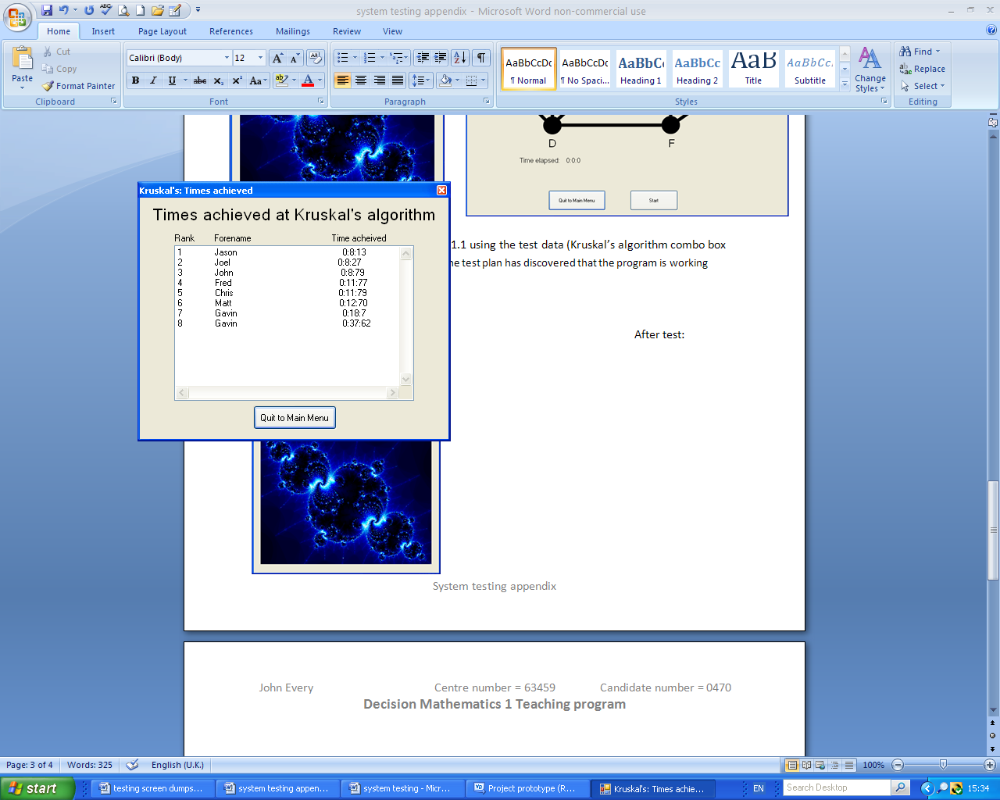 system testing appendix - Microsoft Word non-commercial use
Home Insert Page Layout References Mailings Review View
Paste
Cut
Copy
Format Painter
Clipboard
Calibri (Body) 12
Font
Paragraph
AaBbCcDc AaBbCcDc AaBbC AaBbCc AaB AaBbCc.
¶ Normal ¶ No Spaci... Heading 1 Heading 2 Title Subtitle
Change Styles
Styles
Find
Replace
Select
Editing
D F
Time elapsed: 0:0:0
Quit to Main Menu Start
Kruskal's: Times achieved
Times achieved at Kruskal's algorithm
Rank Forename Time acheived
1 Jason 0:8:13
2 Joel 0:8:27
3 John 0:8:79
4 Fred 0:11:77
5 Chris 0:11:79
6 Matt 0:12:70
7 Gavin 0:18:7
8 Gavin 0:37:62
Quit to Main Menu
1.1 using the test data (Kruskal's algorithm combo box
he test plan has discovered that the program is working
After test:
System testing appendix
John Every Centre number = 63459 Candidate number = 0470
Decision Mathematics 1 Teaching program
Page: 3 of 4 Words: 325 English (U.K.) 100%
start testing screen dumps... system testing appen... system testing - Micr... Project prototype (R... Kruskal's: Times achie... EN Search Desktop 15:34